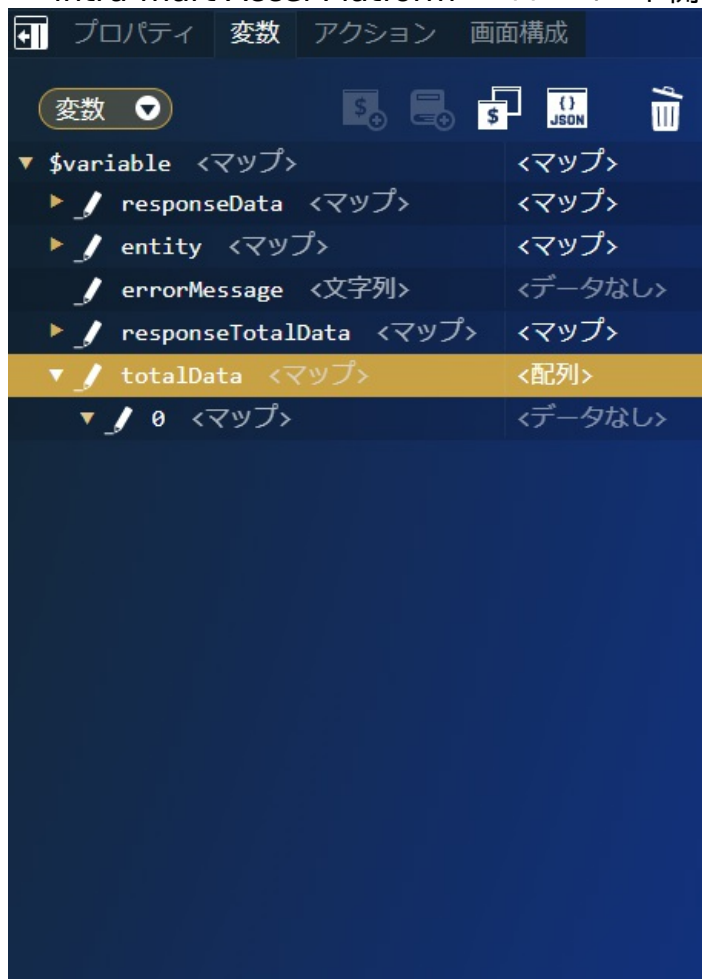 プロパティ 変数 アクション 画面構成
変数 $ $ {} JSON
$variable <マップ> <マップ>
responseData <マップ> <マップ>
entity <マップ> <マップ>
errorMessage <文字列> <データなし>
responseTotalData <マップ> <マップ>
totalData <マップ> <配列>
0 <マップ> <データなし>